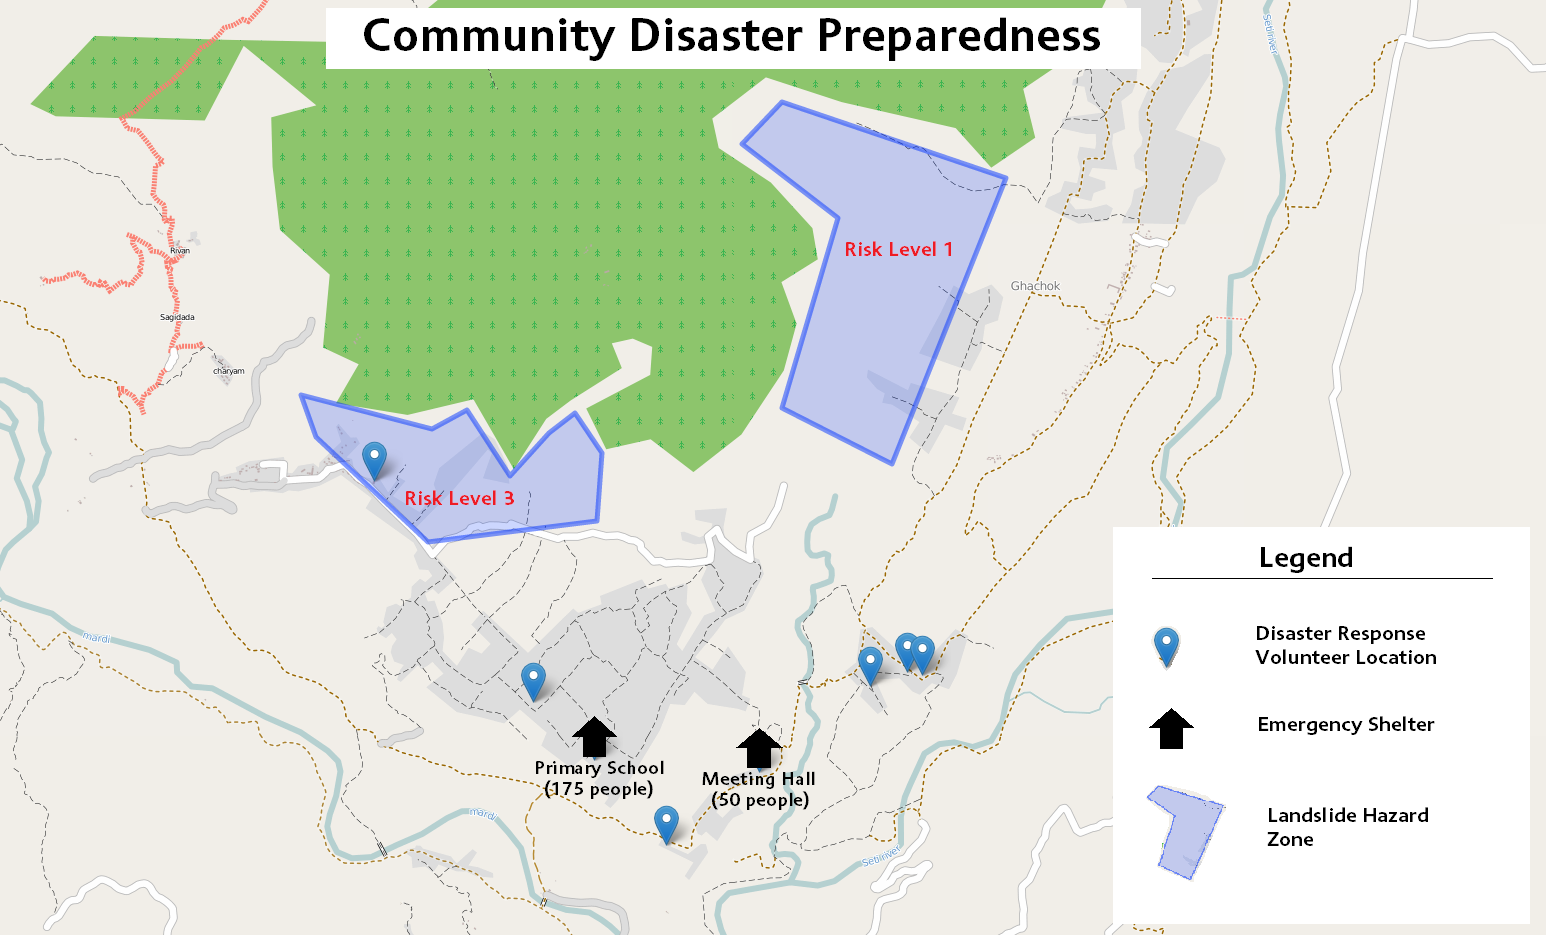 Community Disaster Preparedness
Seti river
Rivan
Risk Level 1
Ghachok
Sagidada
charyam
Risk Level 3
mardi
Primary School
(175 people)
Meeting Hall
(50 people)
mardi
Seti river
Legend
Disaster Response
Volunteer Location
Emergency Shelter
Landslide Hazard
Zone